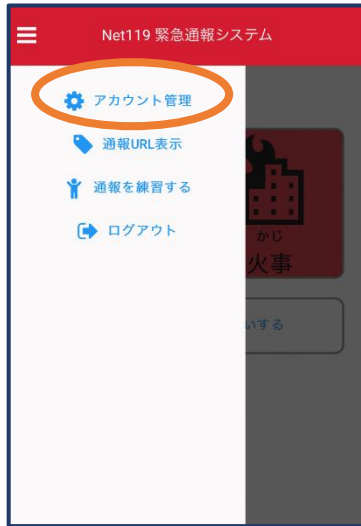 Net119 緊急通報システム
アカウント管理
通報URL表示
通報を練習する
ログアウト
かじ
火事
いする